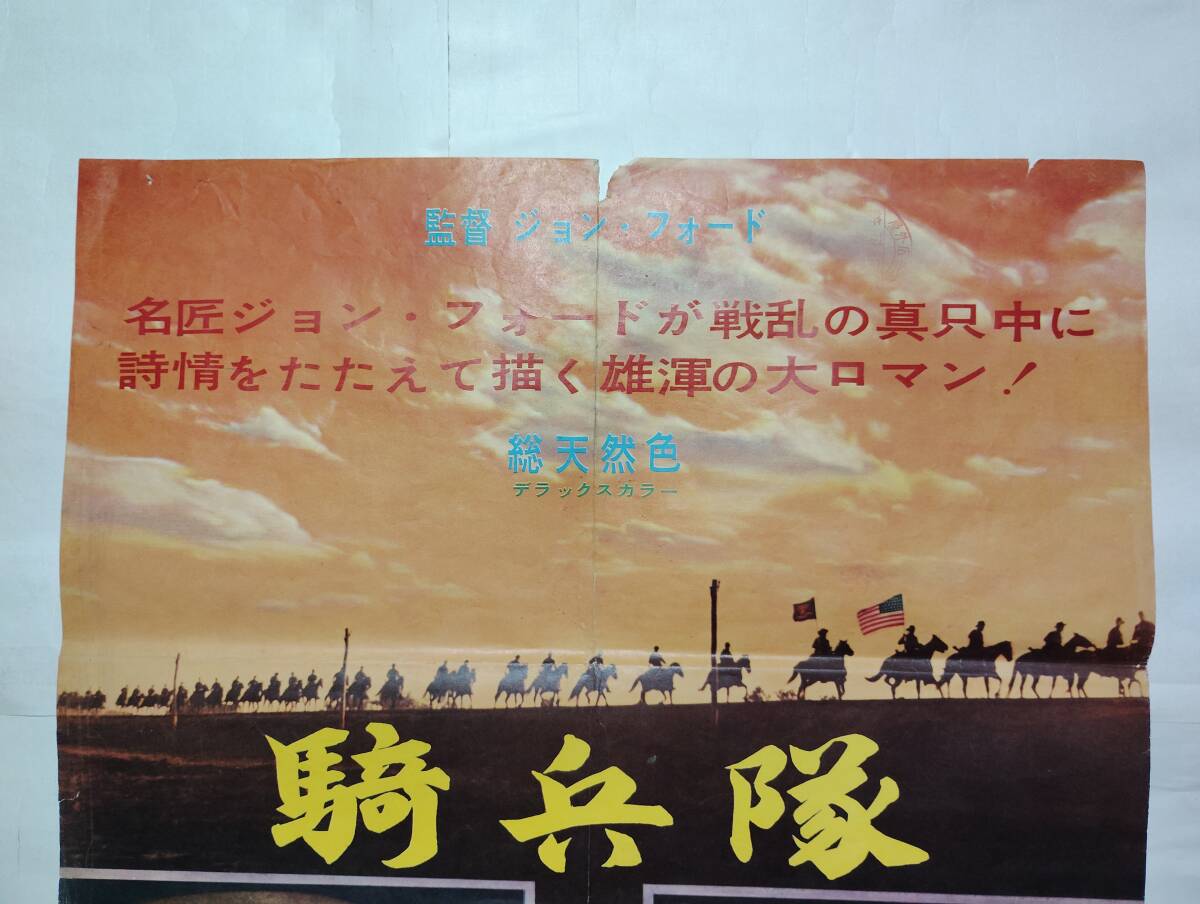 監督 ジョン・フォード
名匠ジョン・フォードが戦乱の真只中に
詩情をたたえて描く雄渾の大ロマン!
総天然色
デラックスカラー
騎兵隊